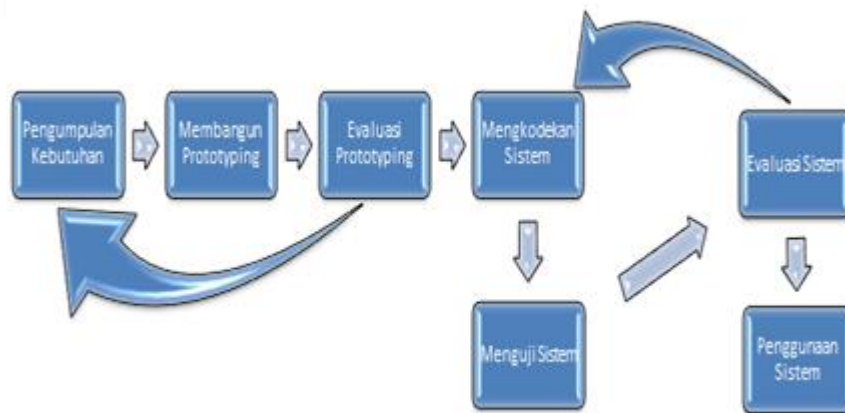 Pengumpulan
Kebutuhan
Membangun
Prototyping
Evaluasi
Prototyping
Mengkodekan
Sistem
Evaluasi Sistem
Menguji Sistem
Penggunaan
Sistem